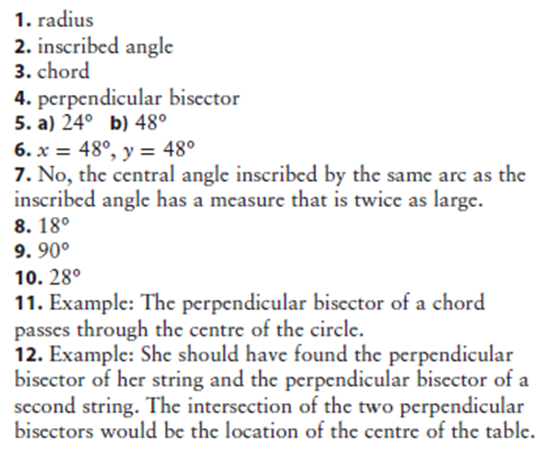 1. radius
2. inscribed angle
3. chord
4. perpendicular bisector
5. a) 24° b) 48°
6. x = 48°, y = 48°
7. No, the central angle inscribed by the same arc as the
inscribed angle has a measure that is twice as large.
8. 18°
9. 90°
10. 28°
11. Example: The perpendicular bisector of a chord
passes through the centre of the circle.
12. Example: She should have found the perpendicular
bisector of her string and the perpendicular bisector of a
second string. The intersection of the two perpendicular
bisectors would be the location of the centre of the table.